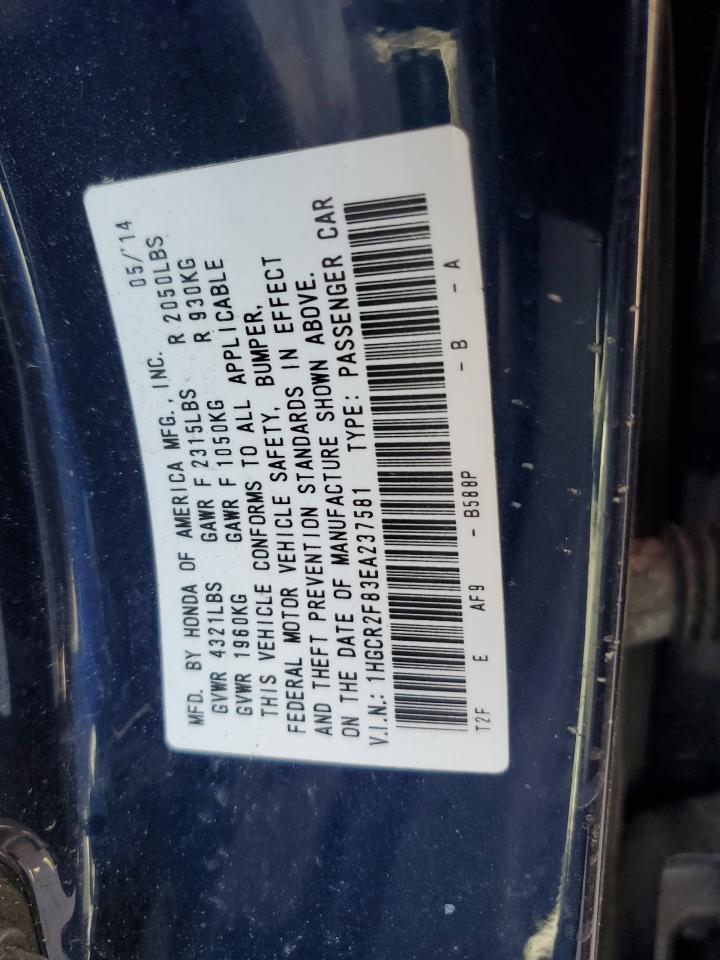 MFD. BY HONDA OF AMERICA MFG., INC. 05/'14
GVWR 4321LBS GAWR F 2315LBS R 2050LBS
GVWR 1960KG GAWR F 1050KG R 930KG
THIS VEHICLE CONFORMS TO ALL APPLICABLE
FEDERAL MOTOR VEHICLE SAFETY, BUMPER,
AND THEFT PREVENTION STANDARDS IN EFFECT
ON THE DATE OF MANUFACTURE SHOWN ABOVE.
V.I.N.: 1HGCR2F83EA237581 TYPE: PASSENGER CAR
T2F E AF9 - B588P - B - A